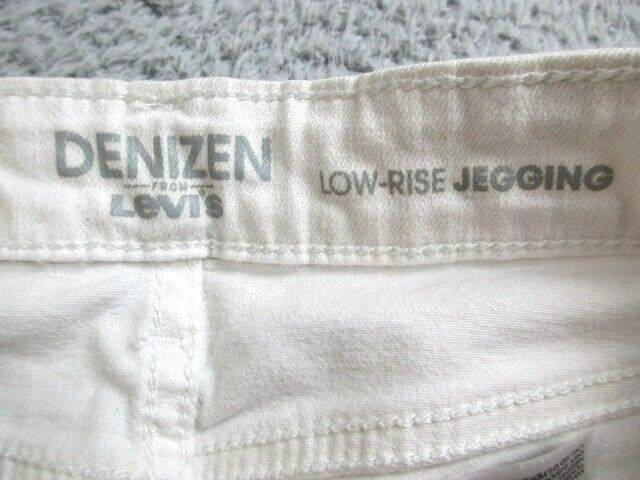 DENIZEN
FROM
Levi's
LOW-RISE JEGGING